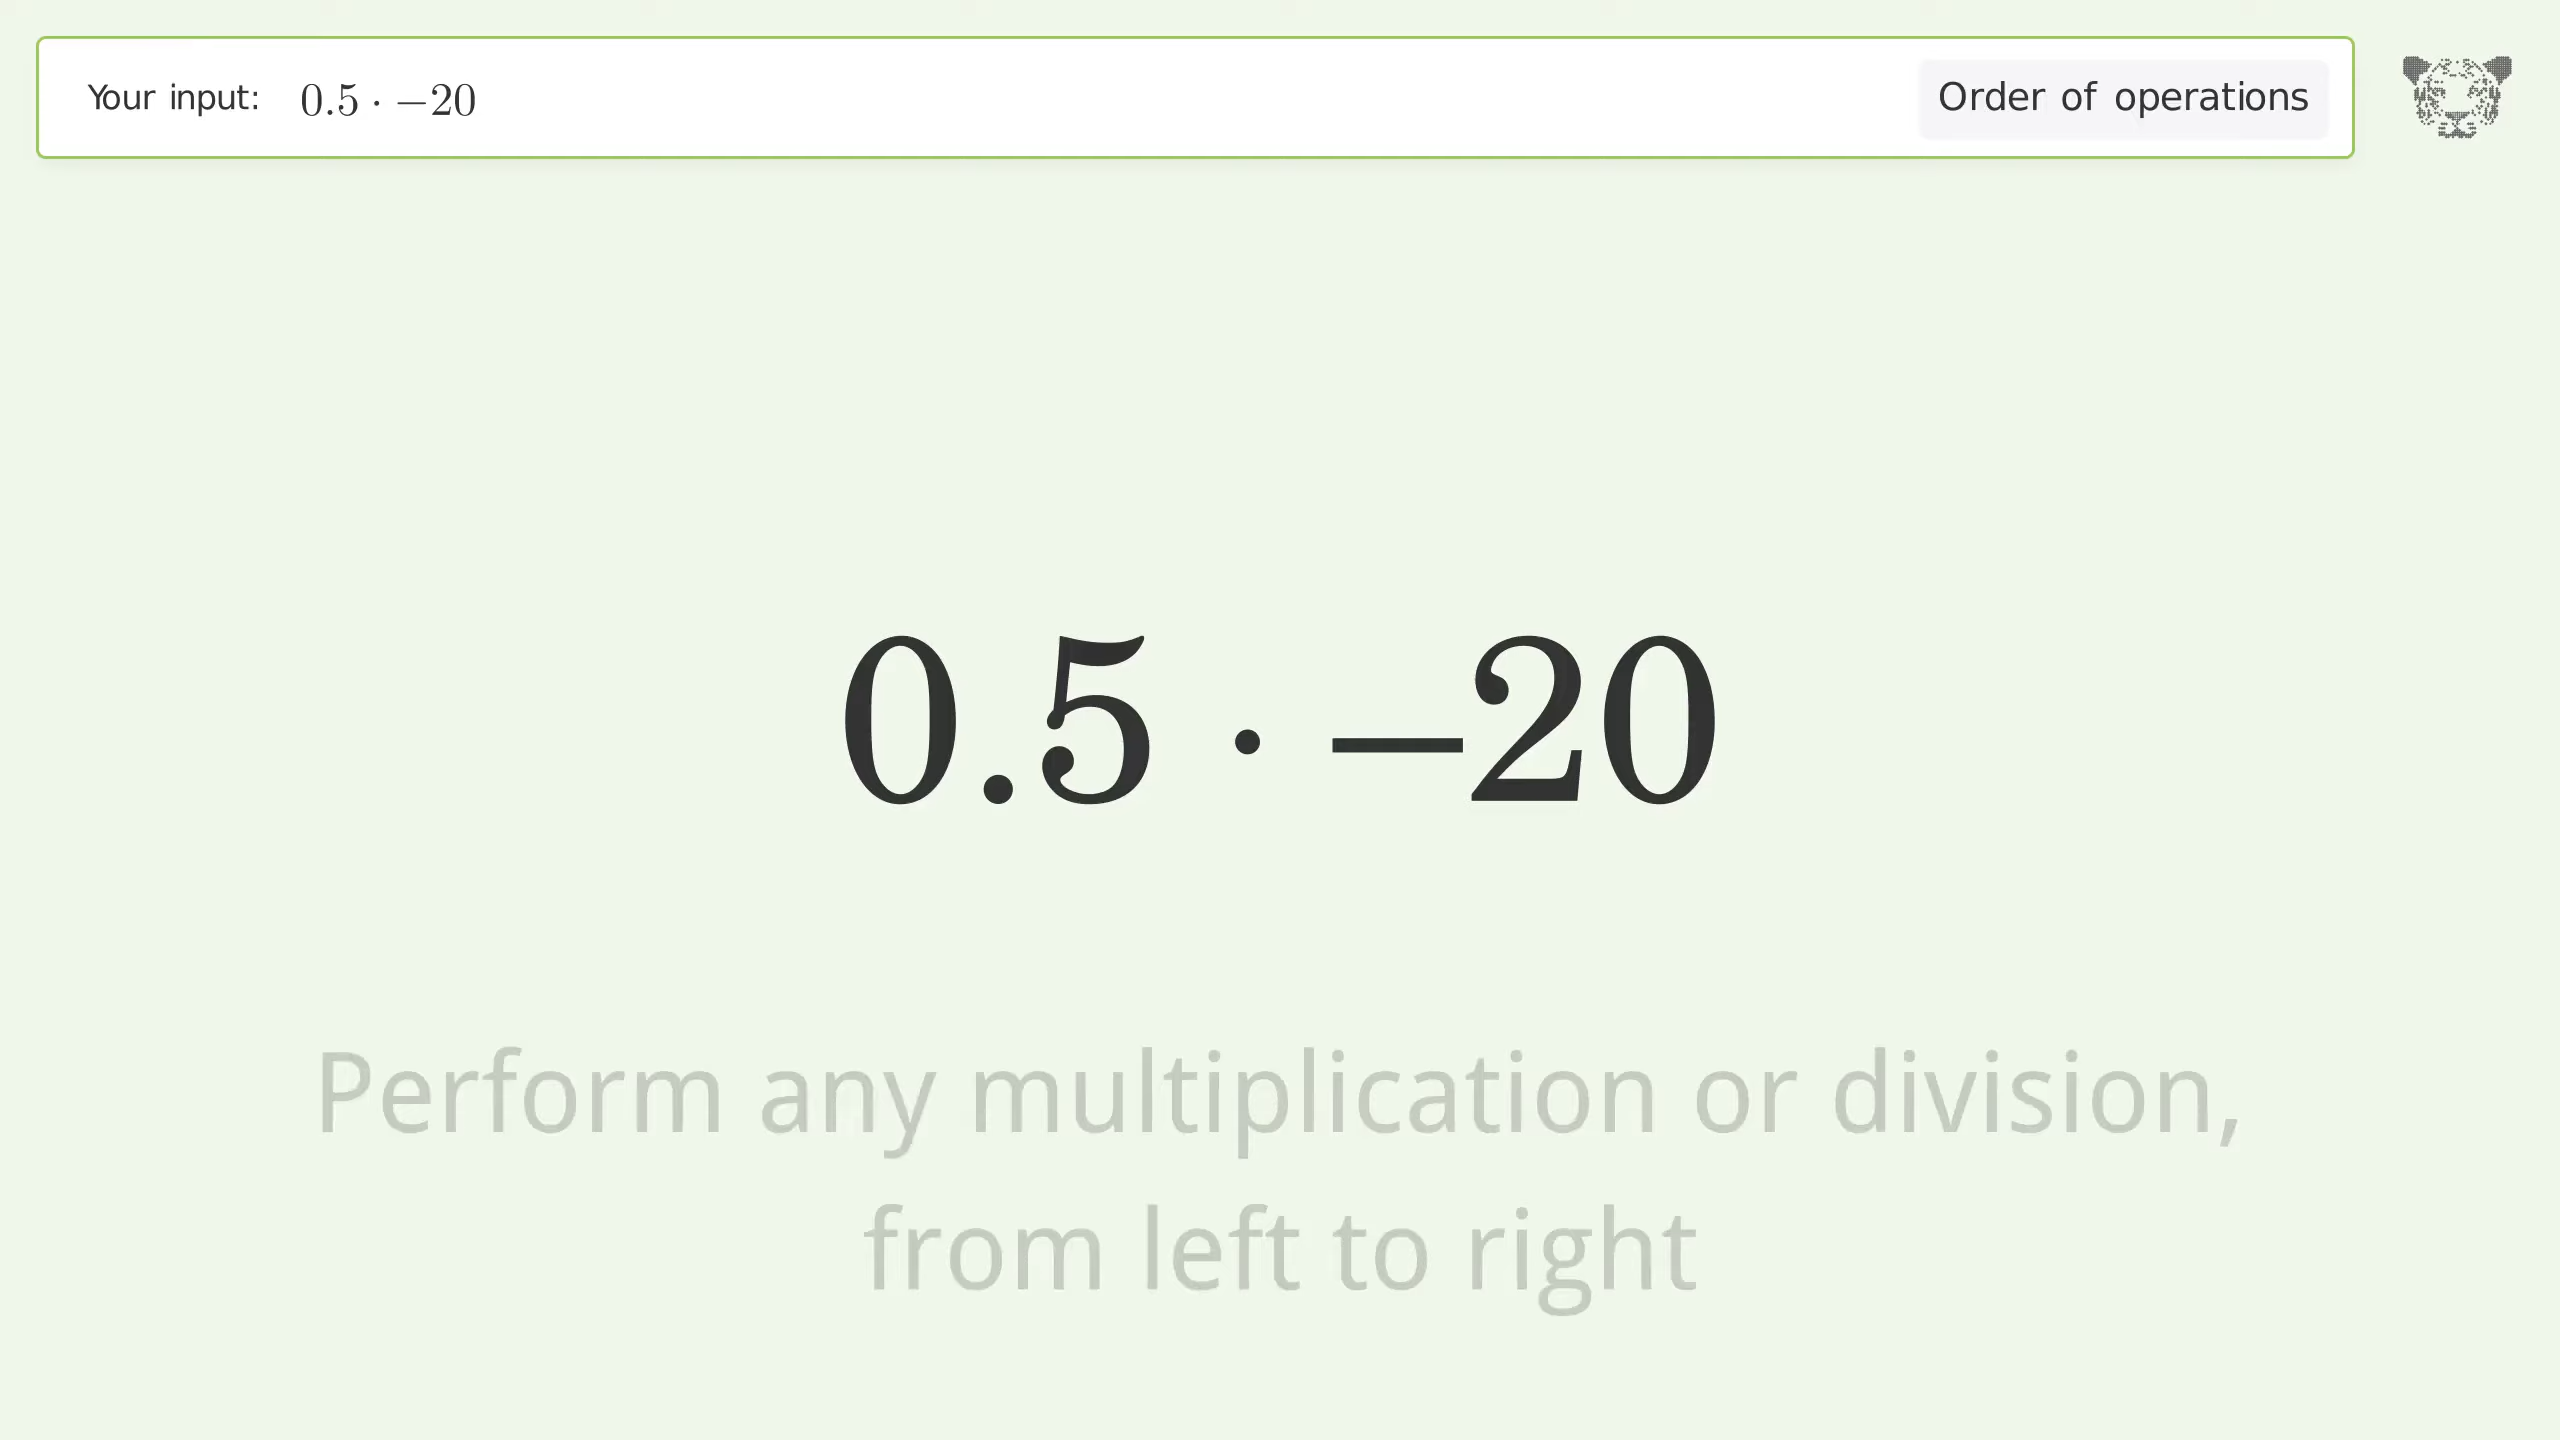 Your input: 0.5 · −20
Order of operations
0.5 · −20
Perform any multiplication or division,
from left to right